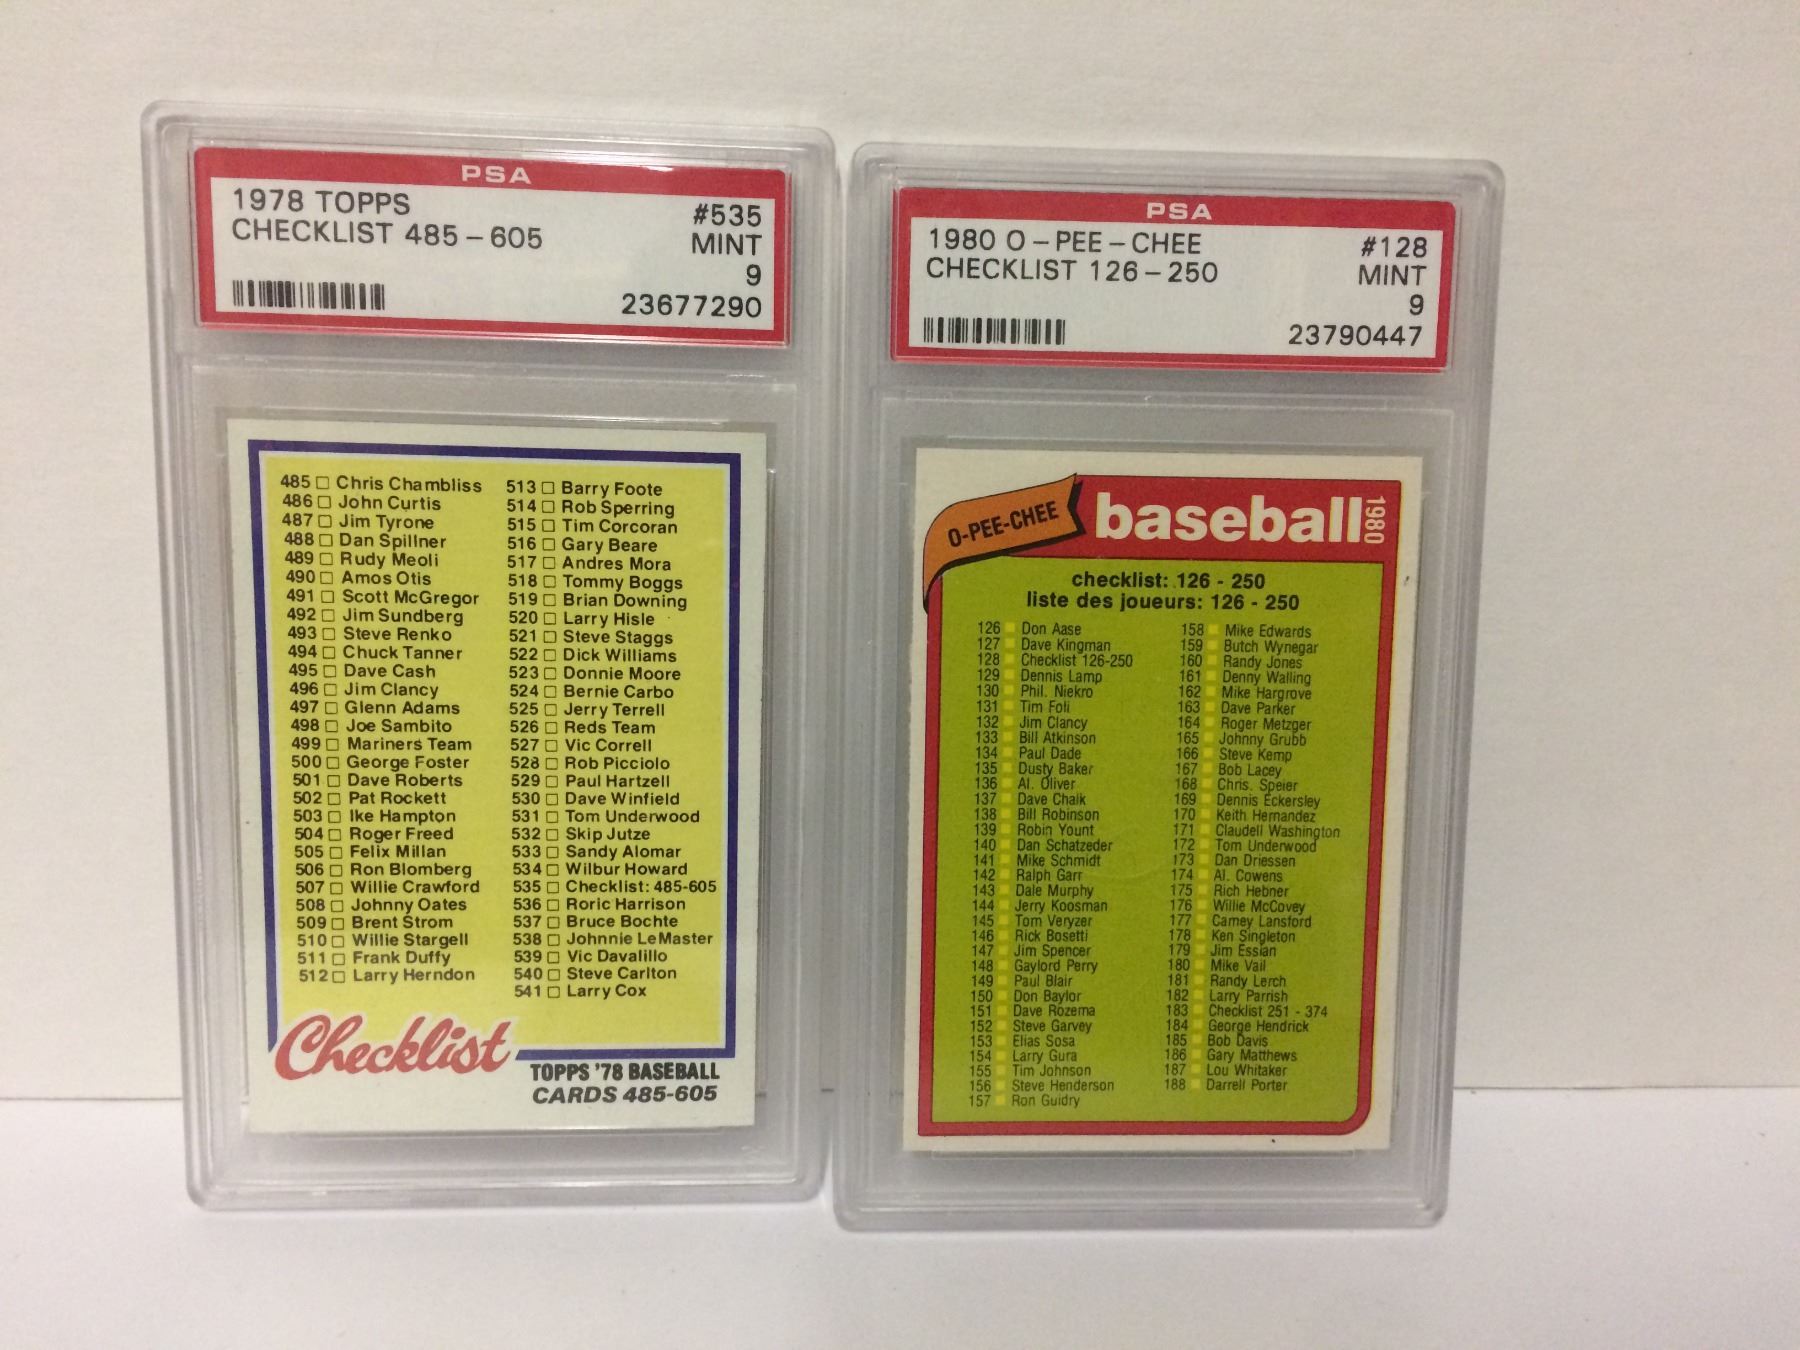 PSA
1978 TOPPS
CHECKLIST 485-605
#535
MINT
9
23677290
485 Chris Chambliss
486 John Curtis
487 Jim Tyrone
488 Dan Spillner
489 Rudy Meoli
490 Amos Otis
491 Scott McGregor
492 Jim Sundberg
493 Steve Renko
494 Chuck Tanner
495 Dave Cash
496 Jim Clancy
497 Glenn Adams
498 Joe Sambito
499 Mariners Team
500 George Foster
501 Dave Roberts
502 Pat Rockett
503 Ike Hampton
504 Roger Freed
505 Felix Millan
506 Ron Blomberg
507 Willie Crawford
508 Johnny Oates
509 Brent Strom
510 Willie Stargell
511 Frank Duffy
512 Larry Herndon
513 Barry Foote
514 Rob Sperring
515 Tim Corcoran
516 Gary Beare
517 Andres Mora
518 Tommy Boggs
519 Brian Downing
520 Larry Hisle
521 Steve Staggs
522 Dick Williams
523 Donnie Moore
524 Bernie Carbo
525 Jerry Terrell
526 Reds Team
527 Vic Correll
528 Rob Picciolo
529 Paul Hartzell
530 Dave Winfield
531 Tom Underwood
532 Skip Jutze
533 Sandy Alomar
534 Wilbur Howard
535 Checklist: 485-605
536 Roric Harrison
537 Bruce Bochte
538 Johnnie LeMaster
539 Vic Davalillo
540 Steve Carlton
541 Larry Cox
Checklist
TOPPS '78 BASEBALL
CARDS 485-605
PSA
1980 O-PEE-CHEE
CHECKLIST 126-250
#128
MINT
9
23790447
O-PEE-CHEE
baseball
1980
checklist: 126 - 250
liste des joueurs: 126 - 250
126 Don Aase
127 Dave Kingman
128 Checklist 126-250
129 Dennis Lamp
130 Phil. Niekro
131 Tim Foli
132 Jim Clancy
133 Bill Atkinson
134 Paul Dade
135 Dusty Baker
136 Al. Oliver
137 Dave Chalk
138 Bill Robinson
139 Robin Yount
140 Dan Schatzeder
141 Mike Schmidt
142 Ralph Garr
143 Dale Murphy
144 Jerry Koosman
145 Tom Veryzer
146 Rick Bosetti
147 Jim Spencer
148 Gaylord Perry
149 Paul Blair
150 Don Baylor
151 Dave Rozema
152 Steve Garvey
153 Elias Sosa
154 Larry Gura
155 Tim Johnson
156 Steve Henderson
157 Ron Guidry
158 Mike Edwards
159 Butch Wynegar
160 Randy Jones
161 Denny Walling
162 Mike Hargrove
163 Dave Parker
164 Roger Metzger
165 Johnny Grubb
166 Steve Kemp
167 Bob Lacey
168 Chris. Speier
169 Dennis Eckersley
170 Keith Hernandez
171 Claudell Washington
172 Tom Underwood
173 Dan Driessen
174 Al. Cowens
175 Rich Hebner
176 Willie McCovey
177 Carney Lansford
178 Ken Singleton
179 Jim Essian
180 Mike Vail
181 Randy Lerch
182 Larry Parrish
183 Checklist 251 - 374
184 George Hendrick
185 Bob Davis
186 Gary Matthews
187 Lou Whitaker
188 Darrell Porter